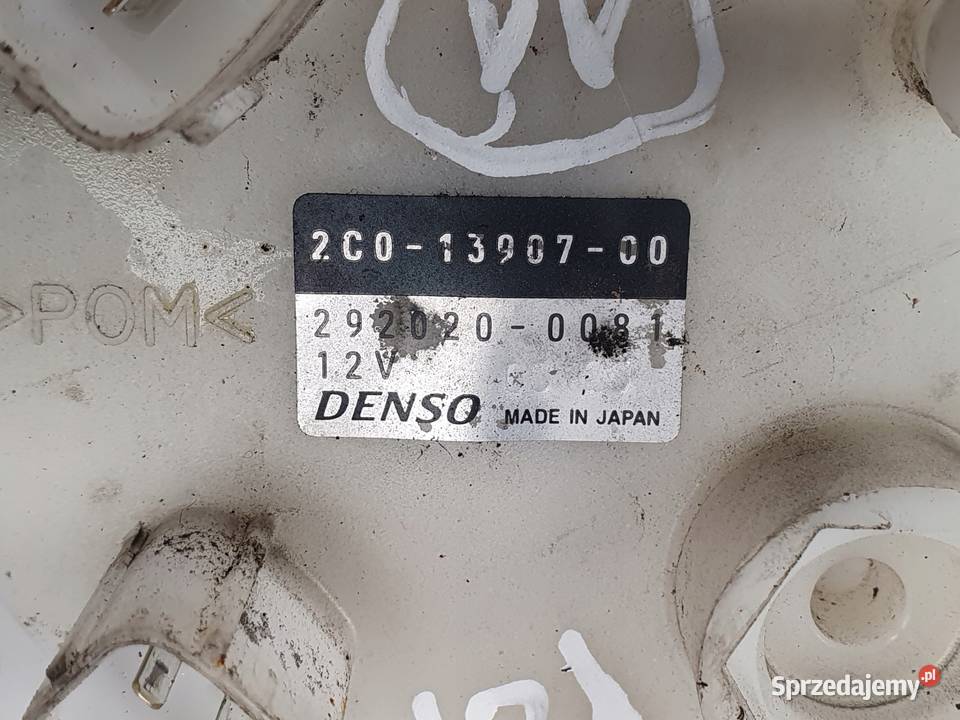 2C0-13907-00
>POM<
292020-0081
12V
DENSO MADE IN JAPAN
Sprzedajemy.pl